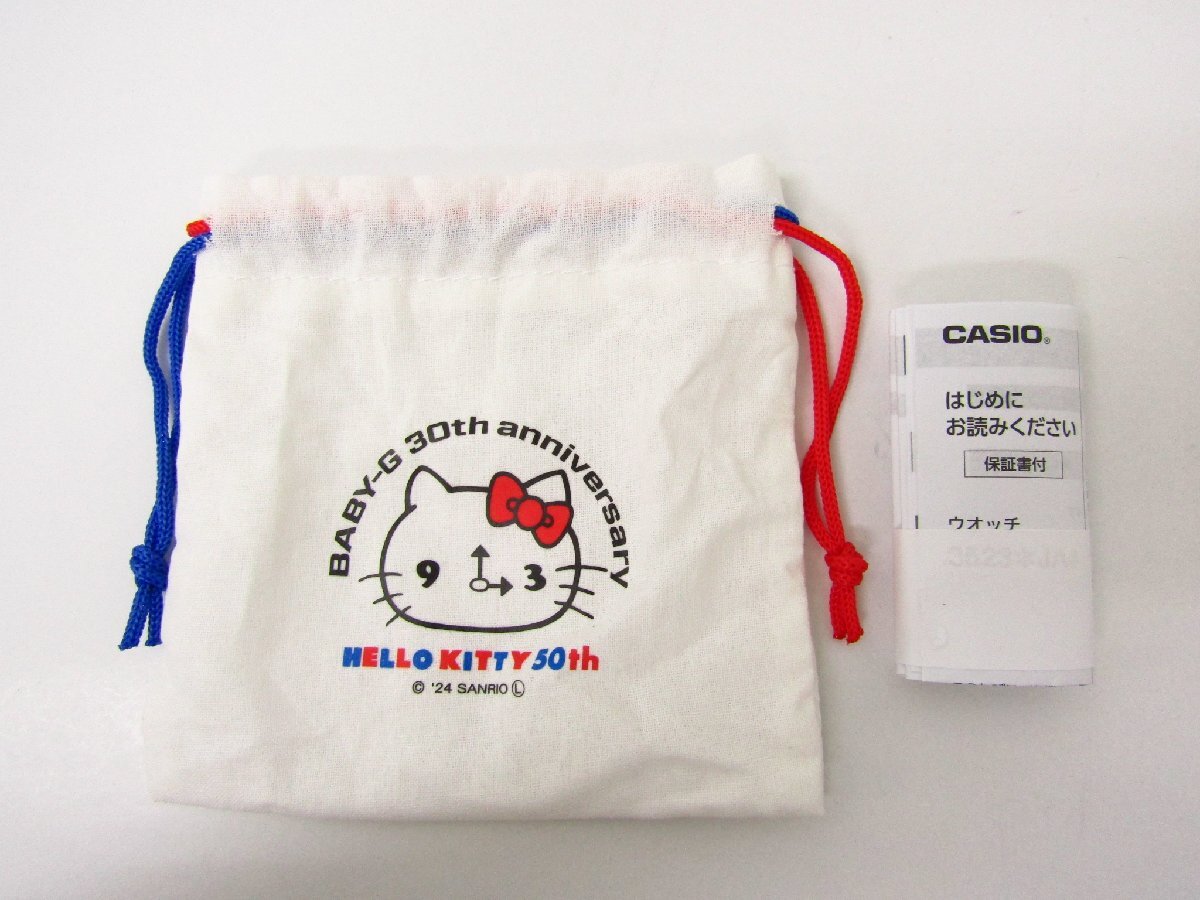 BABY-G 30th anniversary
9 3
HELLO KITTY 50th
© '24 SANRIO Ⓛ
CASIO®
はじめに
お読みください
保証書付
ウオッチ